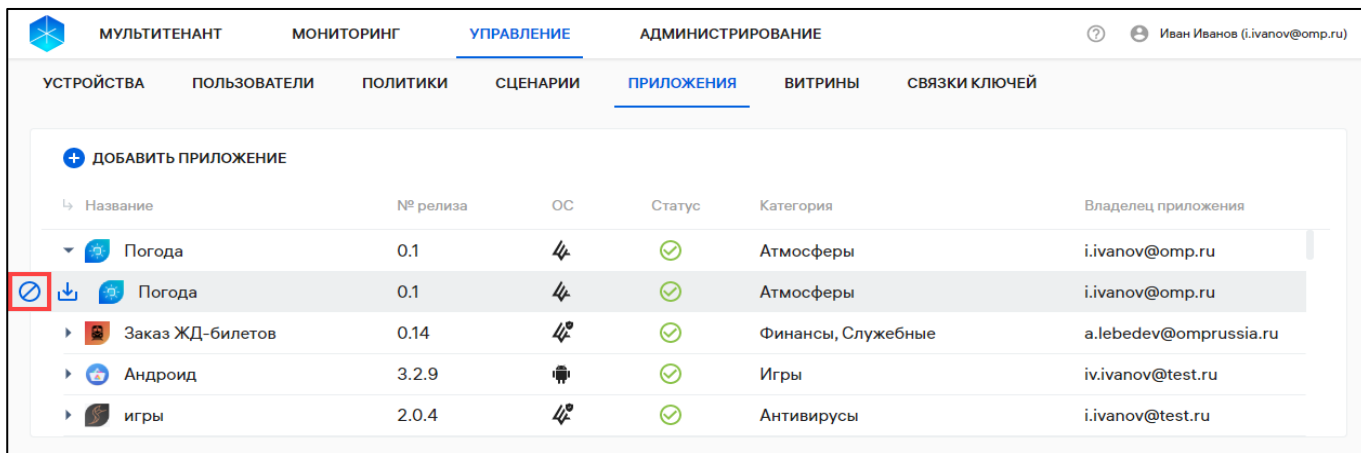 МУЛЬТИТЕНАНТ МОНИТОРИНГ УПРАВЛЕНИЕ АДМИНИСТРИРОВАНИЕ ? Иван Иванов (i.ivanov@omp.ru)
УСТРОЙСТВА ПОЛЬЗОВАТЕЛИ ПОЛИТИКИ СЦЕНАРИИ ПРИЛОЖЕНИЯ ВИТРИНЫ СВЯЗКИ КЛЮЧЕЙ
ДОБАВИТЬ ПРИЛОЖЕНИЕ
Название № релиза ОС Статус Категория Владелец приложения
Погода 0.1 Атмосферы i.ivanov@omp.ru
Погода 0.1 Атмосферы i.ivanov@omp.ru
Заказ ЖД-билетов 0.14 Финансы, Служебные a.lebedev@omprussia.ru
Андроид 3.2.9 Игры iv.ivanov@test.ru
игры 2.0.4 Антивирусы i.ivanov@test.ru